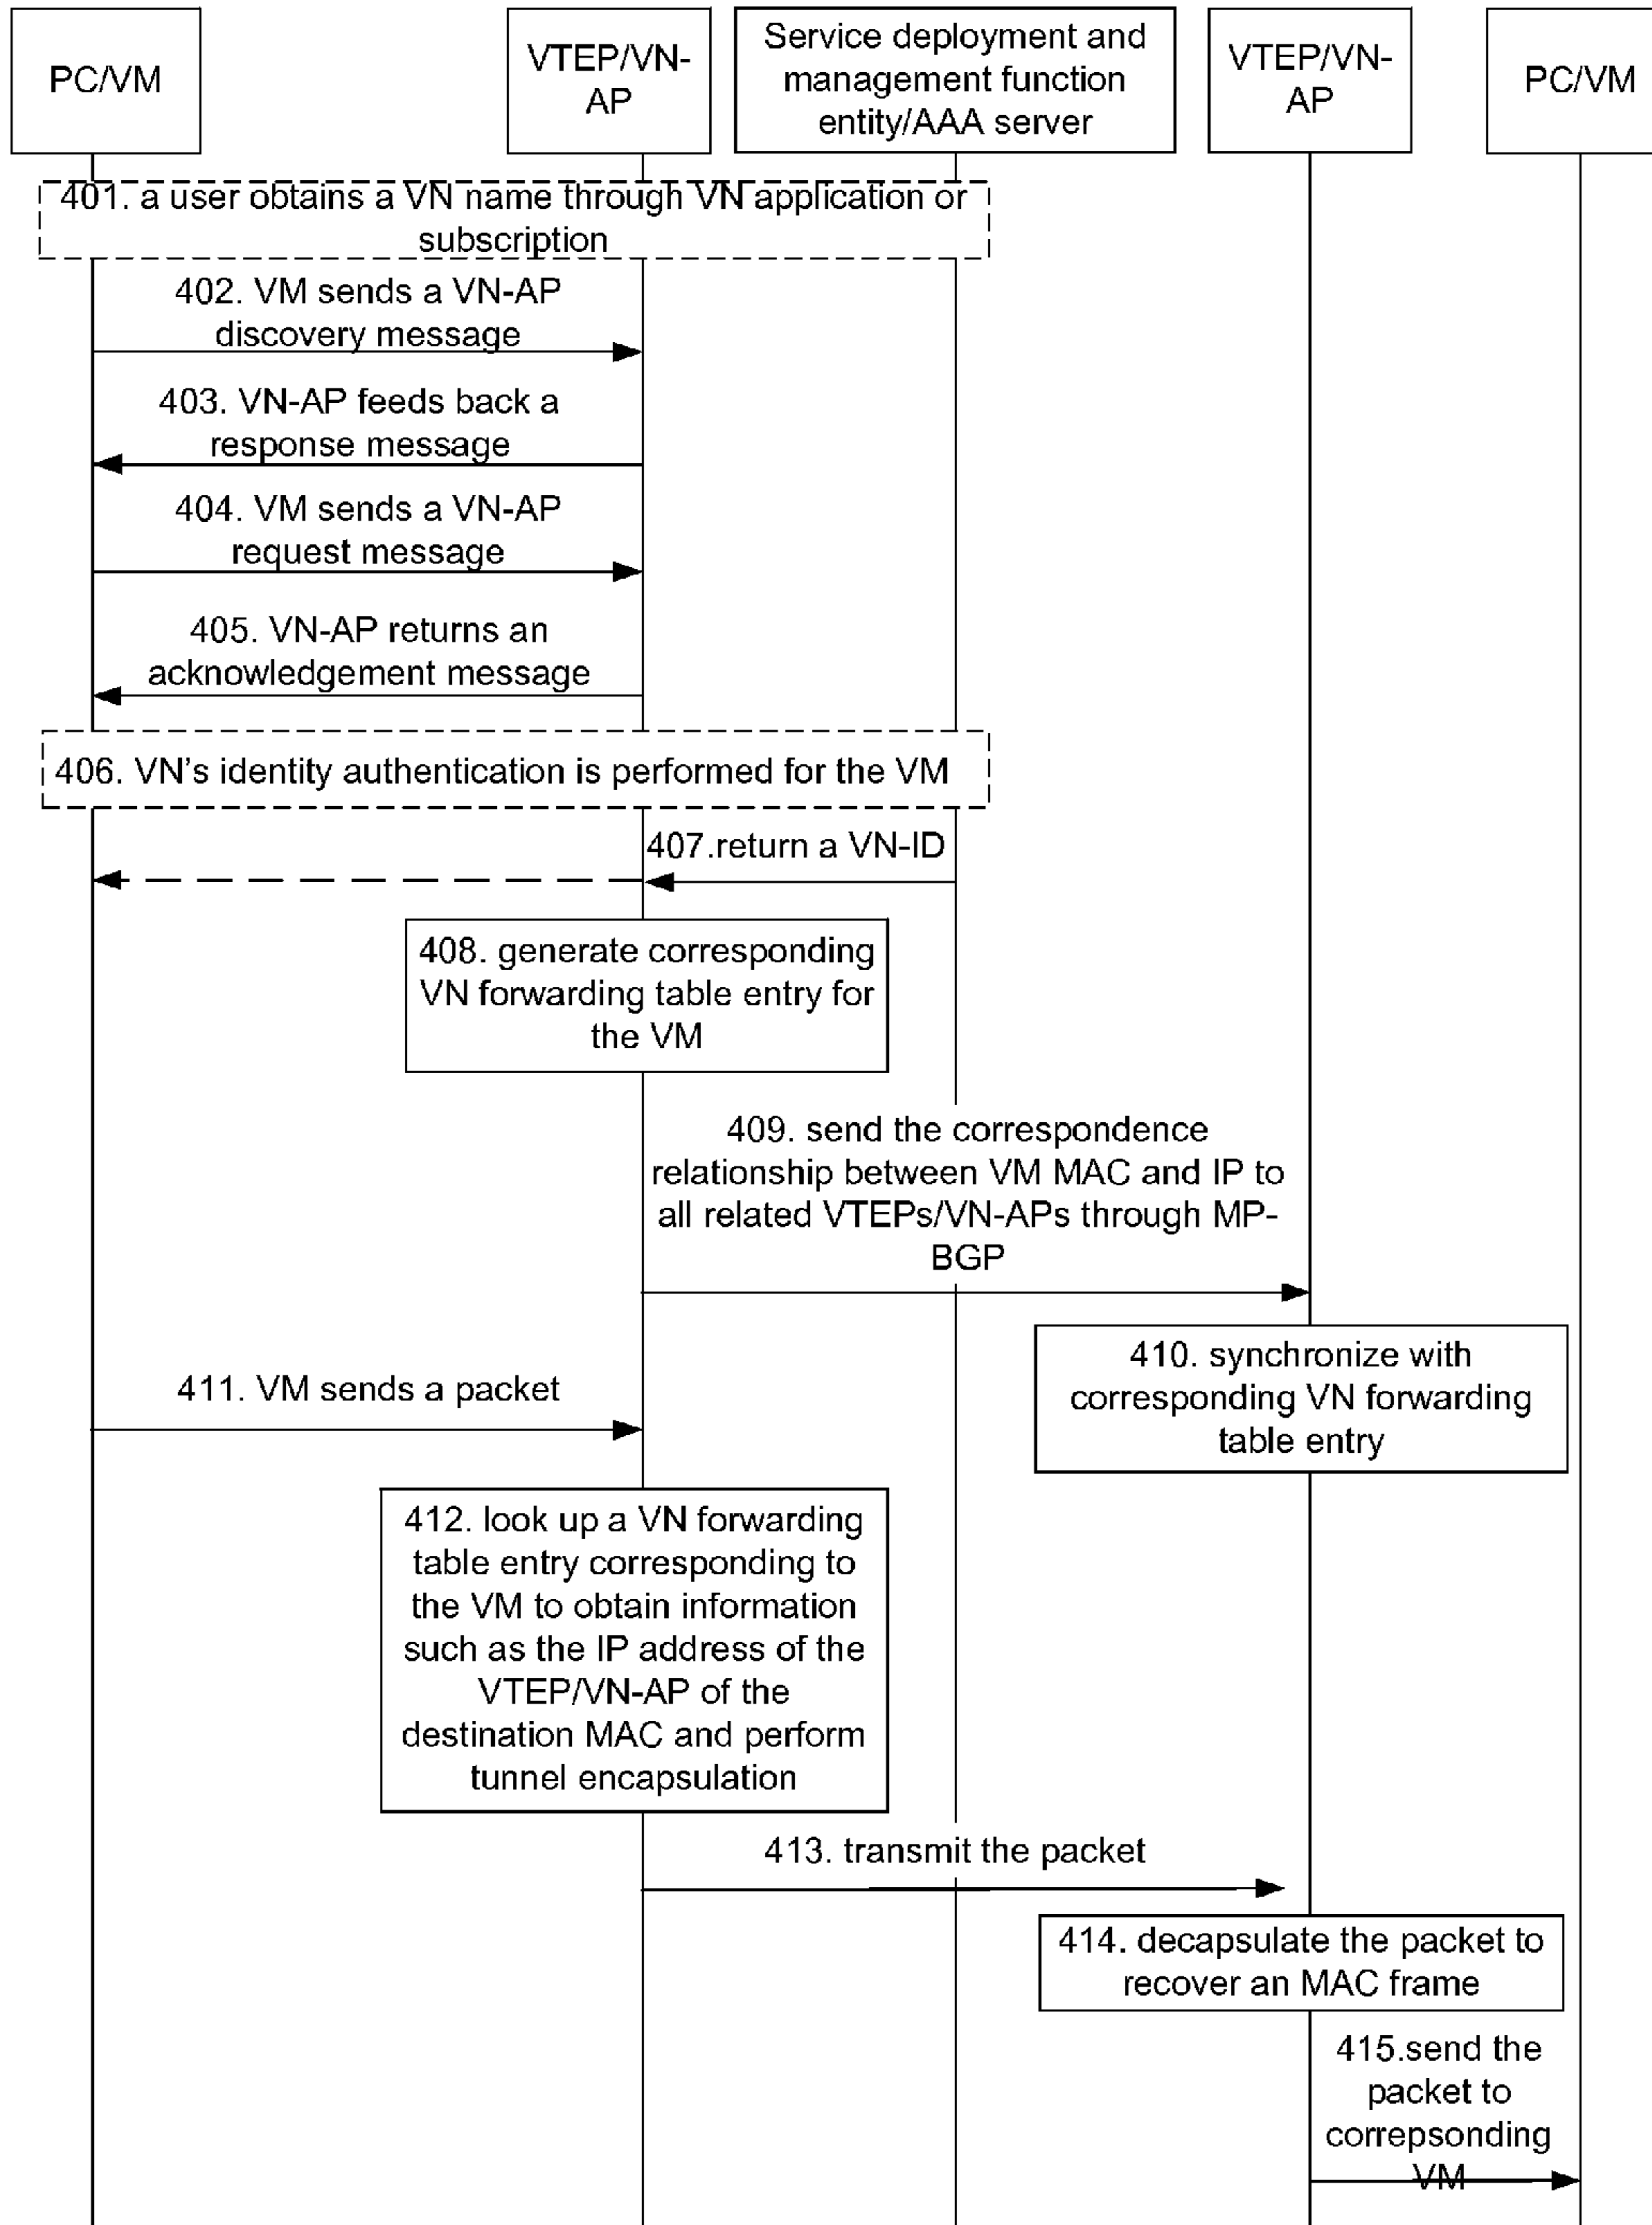 PC/VM
VTEP/VN-
AP
Service deployment and
management function
entity/AAA server
VTEP/VN-
AP
PC/VM
401. a user obtains a VN name through VN application or
subscription
402. VM sends a VN-AP
discovery message
403. VN-AP feeds back a
response message
404. VM sends a VN-AP
request message
405. VN-AP returns an
acknowledgement message
406. VN's identity authentication is performed for the VM
407.return a VN-ID
408. generate corresponding
VN forwarding table entry for
the VM
409. send the correspondence
relationship between VM MAC and IP to
all related VTEPs/VN-APs through MP-
BGP
410. synchronize with
corresponding VN forwarding
table entry
411. VM sends a packet
412. look up a VN forwarding
table entry corresponding to
the VM to obtain information
such as the IP address of the
VTEP/VN-AP of the
destination MAC and perform
tunnel encapsulation
413. transmit the packet
414. decapsulate the packet to
recover an MAC frame
415.send the
packet to
correpsonding
VM